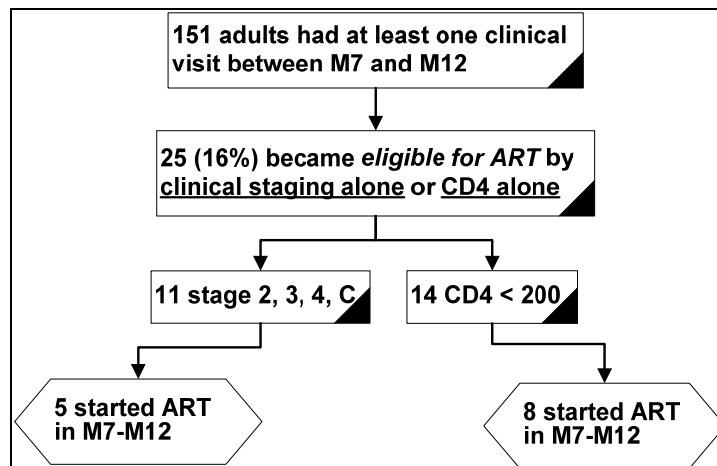 151 adults had at least one clinical
visit between M7 and M12
25 (16%) became eligible for ART by
clinical staging alone or CD4 alone
11 stage 2, 3, 4, C
14 CD4 < 200
5 started ART
in M7-M12
8 started ART
in M7-M12